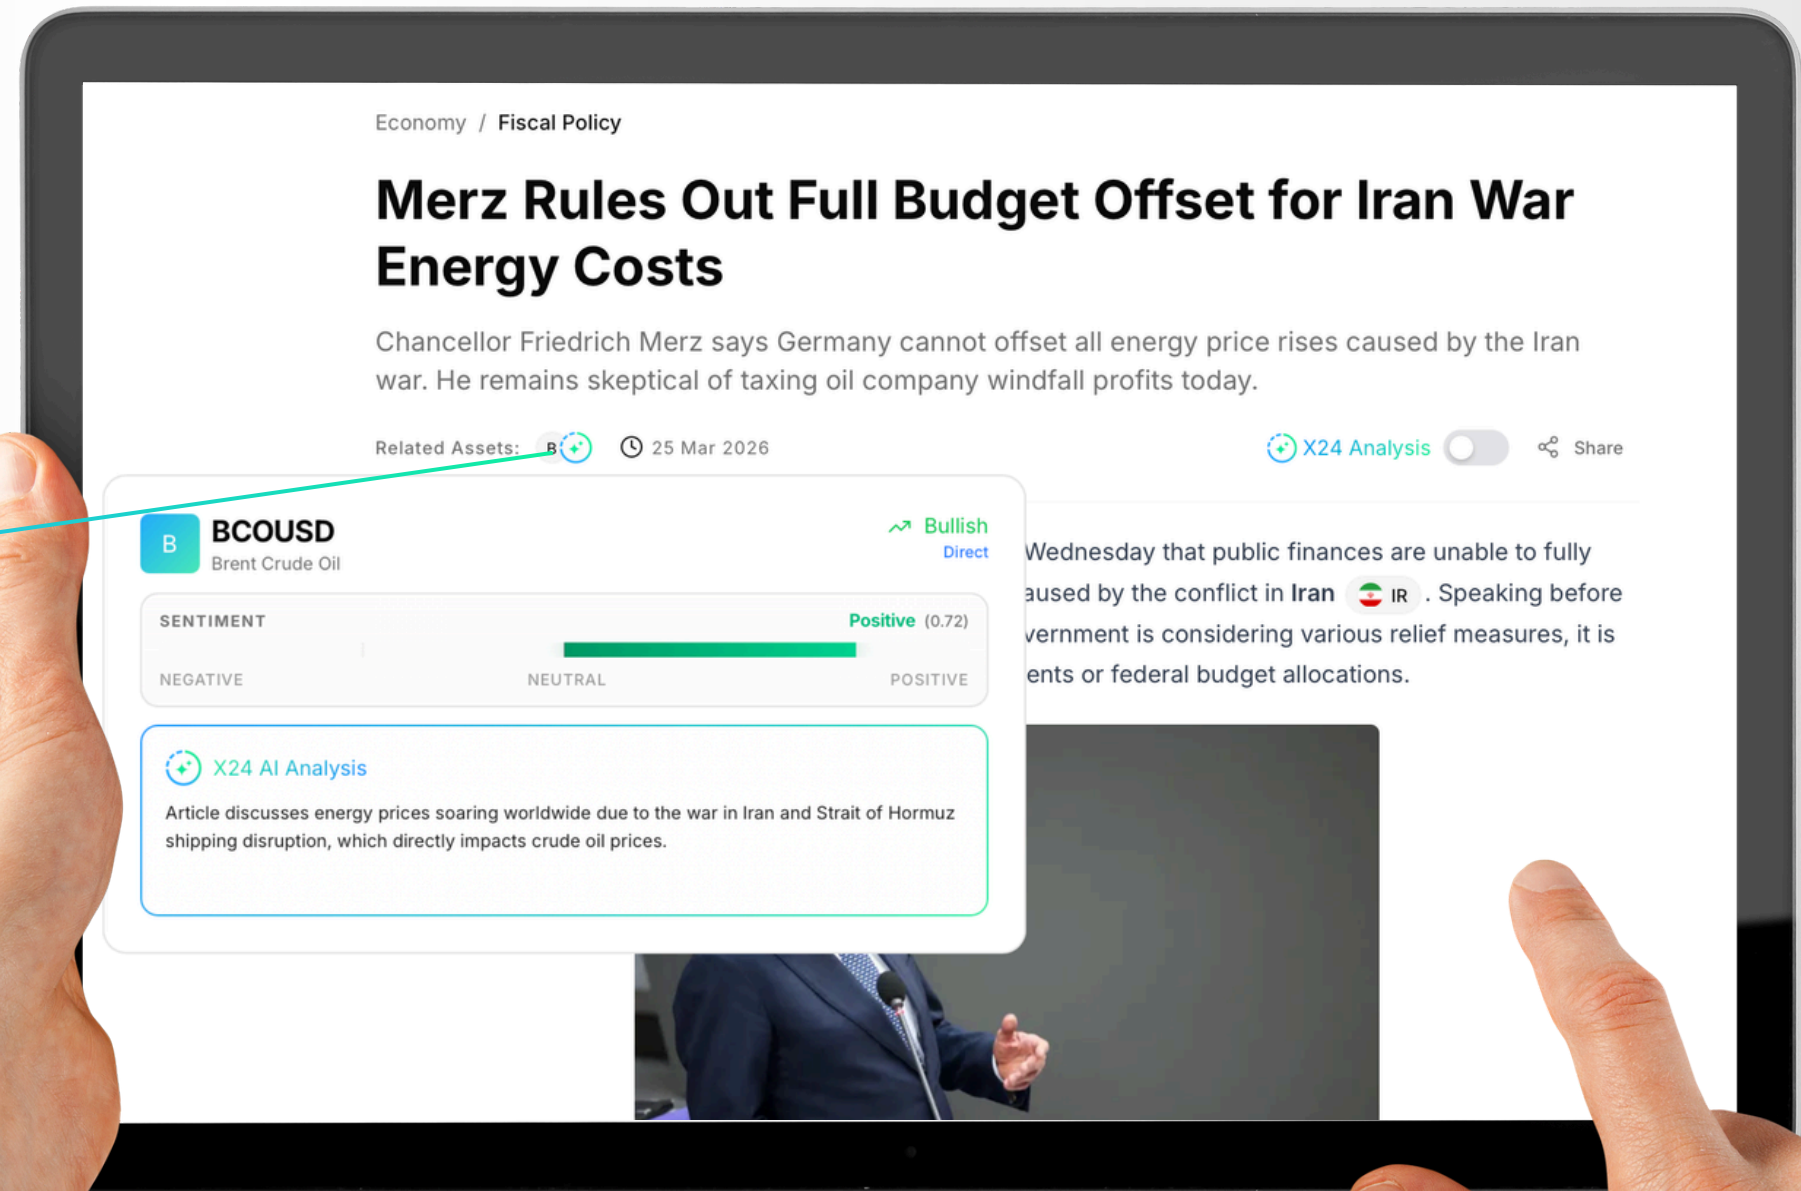 Economy / Fiscal Policy
Merz Rules Out Full Budget Offset for Iran War
Energy Costs
Chancellor Friedrich Merz says Germany cannot offset all energy price rises caused by the Iran
war. He remains skeptical of taxing oil company windfall profits today.
Related Assets: B 25 Mar 2026 X24 Analysis Share
B BCOUSD
Brent Crude Oil
Bullish
Direct
SENTIMENT Positive (0.72)
NEGATIVE NEUTRAL POSITIVE
X24 AI Analysis
Article discusses energy prices soaring worldwide due to the war in Iran and Strait of Hormuz
shipping disruption, which directly impacts crude oil prices.
Wednesday that public finances are unable to fully
aused by the conflict in Iran IR . Speaking before
vernment is considering various relief measures, it is
ents or federal budget allocations.